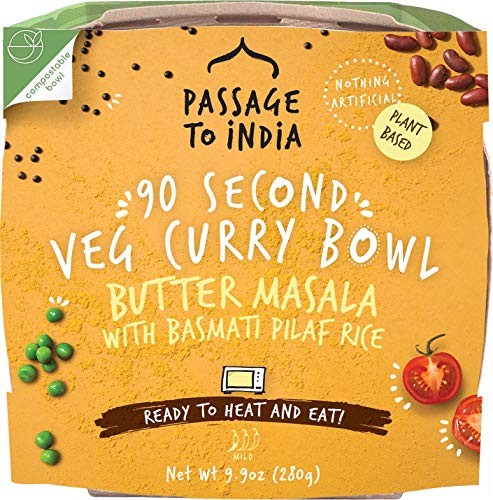 compostable
bowl
PASSAGE
TO INDIA
NOTHING
ARTIFICIAL
PLANT
BASED
90 SECOND
VEG CURRY BOWL
BUTTER MASALA
WITH BASMATI PILAF RICE
READY TO HEAT AND EAT!
MILD
Net wt 9.9oz (280g)